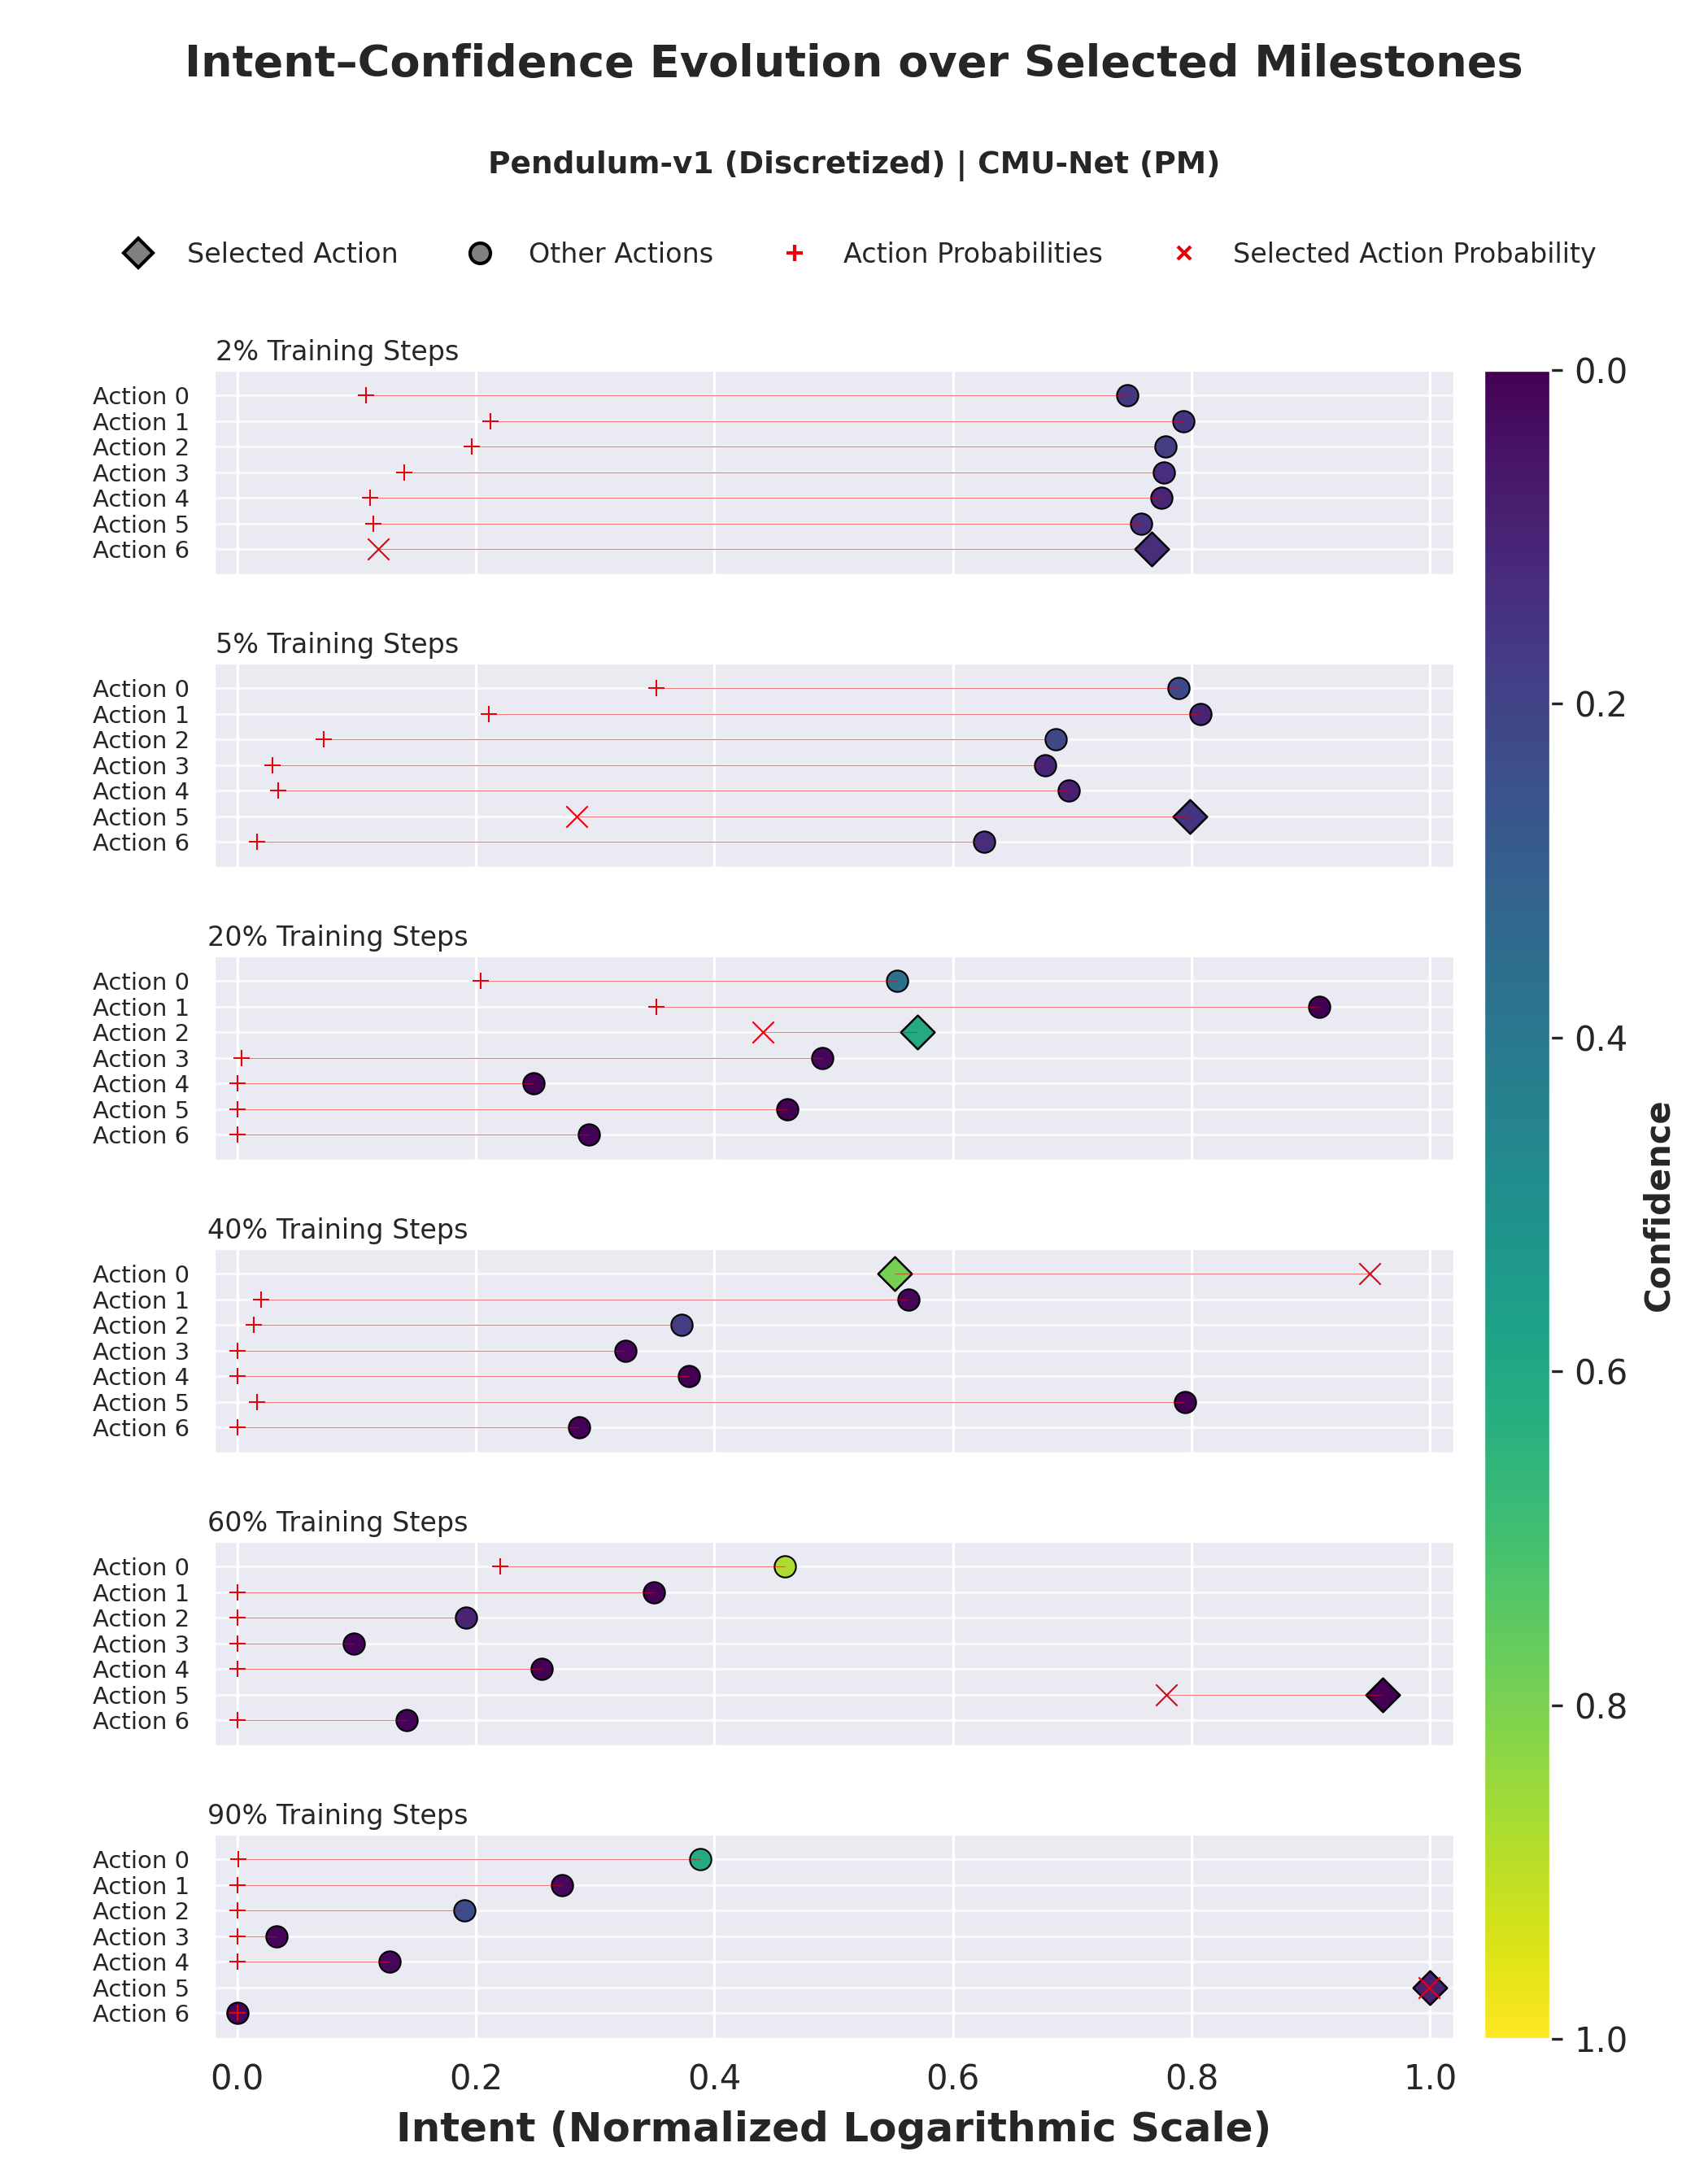 Intent–Confidence Evolution over Selected Milestones
Pendulum-v1 (Discretized) | CMU-Net (PM)
Selected Action Other Actions Action Probabilities Selected Action Probability
2% Training Steps
Action 0
Action 1
Action 2
Action 3
Action 4
Action 5
Action 6
5% Training Steps
Action 0
Action 1
Action 2
Action 3
Action 4
Action 5
Action 6
20% Training Steps
Action 0
Action 1
Action 2
Action 3
Action 4
Action 5
Action 6
40% Training Steps
Action 0
Action 1
Action 2
Action 3
Action 4
Action 5
Action 6
60% Training Steps
Action 0
Action 1
Action 2
Action 3
Action 4
Action 5
Action 6
90% Training Steps
Action 0
Action 1
Action 2
Action 3
Action 4
Action 5
Action 6
0.0 0.2 0.4 0.6 0.8 1.0
Intent (Normalized Logarithmic Scale)
0.0
0.2
0.4
0.6
0.8
1.0
Confidence